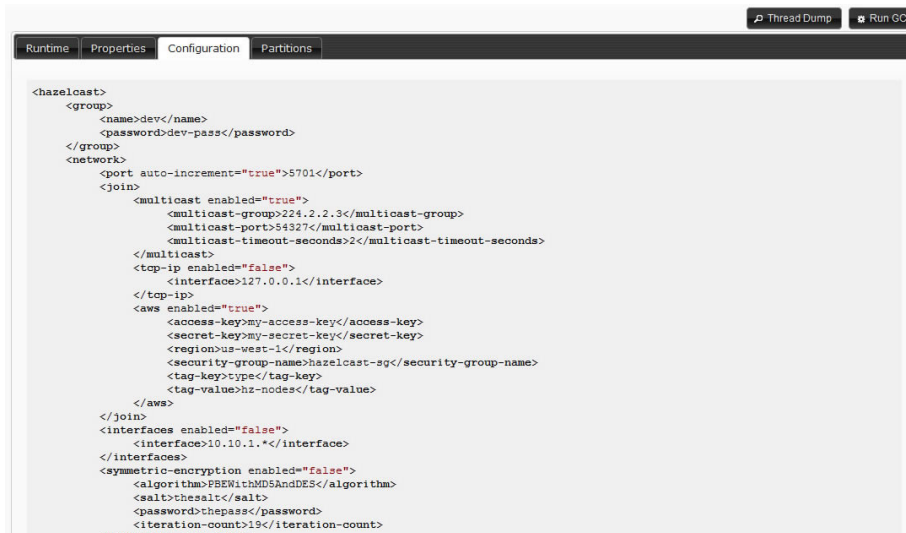 Thread Dump Run GC
Runtime Properties Configuration Partitions
<hazelcast>
<group>
<name>dev</name>
<password>dev-pass</password>
</group>
<network>
<port auto-increment="true">5701</port>
<join>
<multicast enabled="true">
<multicast-group>224.2.2.3</multicast-group>
<multicast-port>54327</multicast-port>
<multicast-timeout-seconds>2</multicast-timeout-seconds>
</multicast>
<tcp-ip enabled="false">
<interface>127.0.0.1</interface>
</tcp-ip>
<aws enabled="true">
<access-key>my-access-key</access-key>
<secret-key>my-secret-key</secret-key>
<region>us-west-1</region>
<security-group-name>hazelcast-sg</security-group-name>
<tag-key>type</tag-key>
<tag-value>hz-nodes</tag-value>
</aws>
</join>
<interfaces enabled="false">
<interface>10.10.1.*</interface>
</interfaces>
<symmetric-encryption enabled="false">
<algorithm>PBEWithMD5AndDES</algorithm>
<salt>thesalt</salt>
<password>thepass</password>
<iteration-count>19</iteration-count>